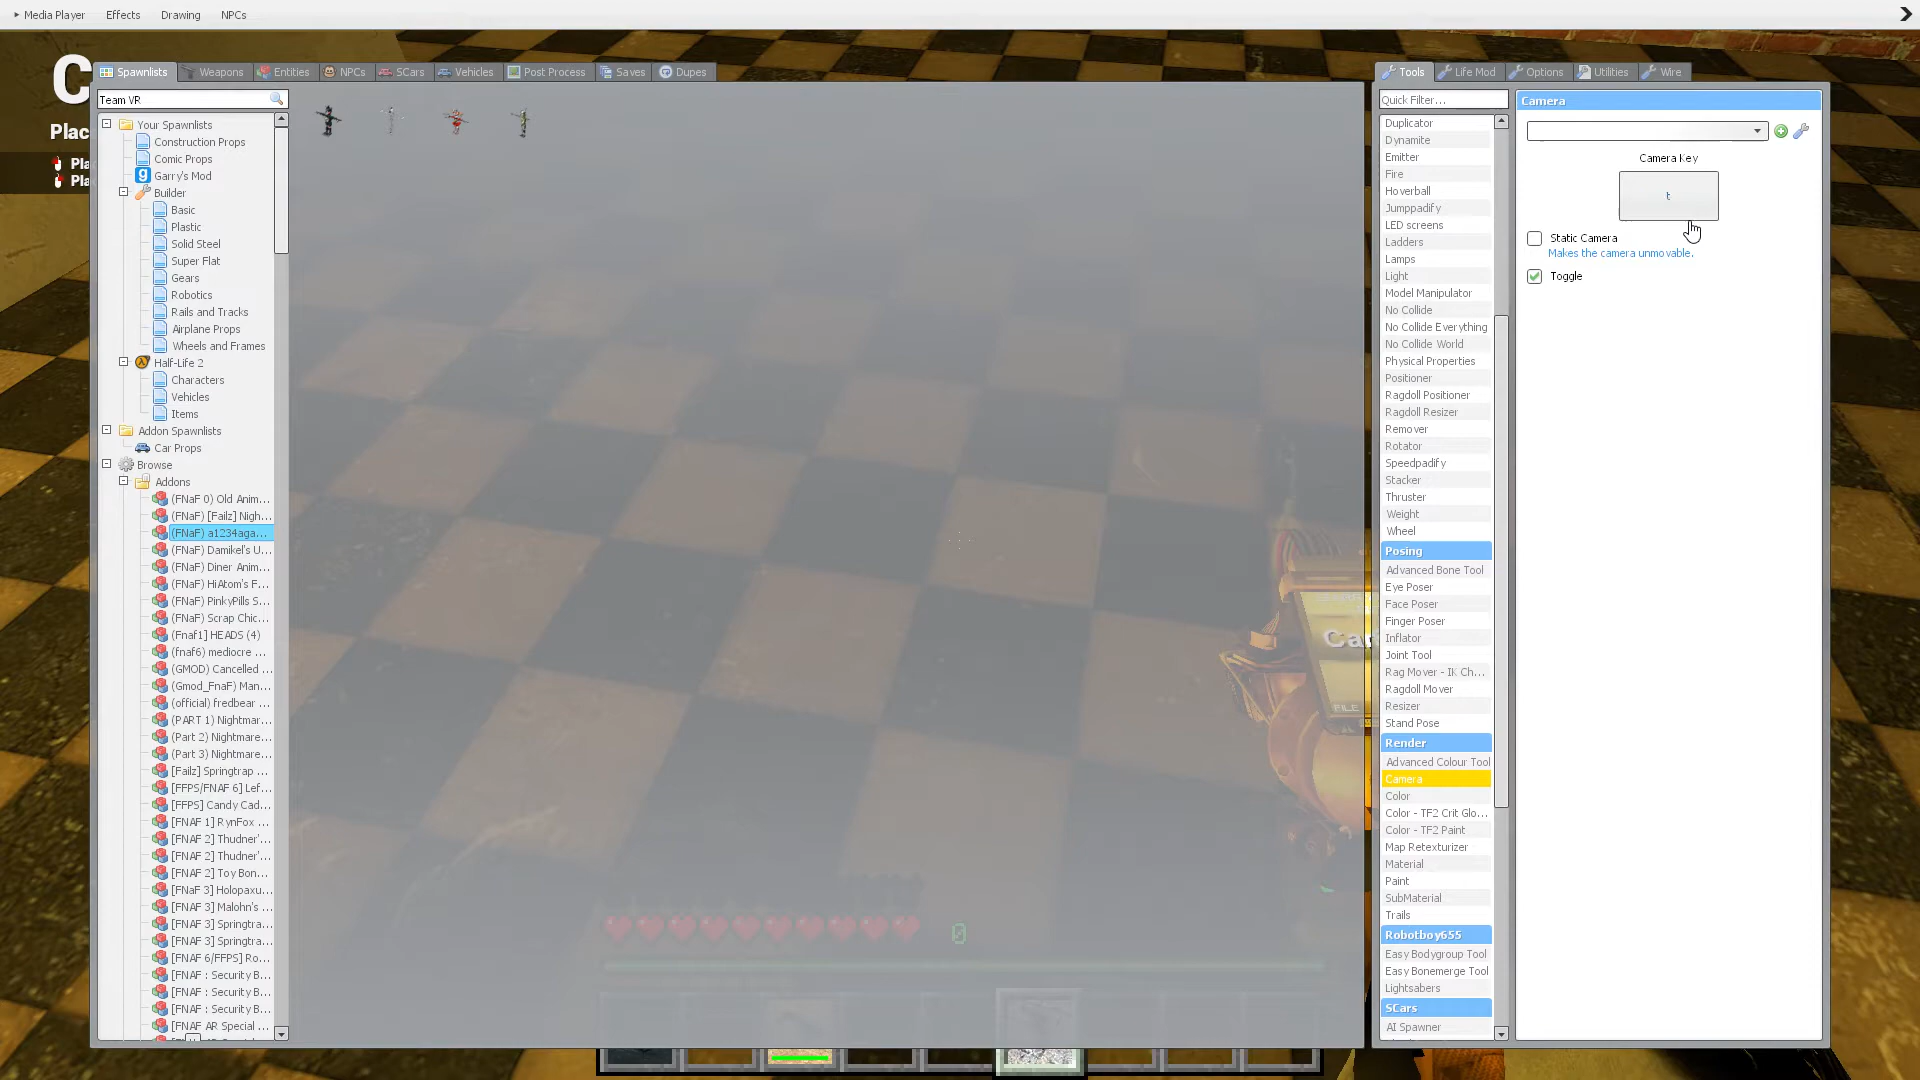 Media Player Effects Drawing NPCs
C
Plac
Pla
Pla
Spawnlists Weapons Entities NPCs SCars Vehicles Post Process Saves Dupes
Team VR
Your Spawnlists
Construction Props
Comic Props
Garry's Mod
Builder
Basic
Plastic
Solid Steel
Super Flat
Gears
Robotics
Rails and Tracks
Airplane Props
Wheels and Frames
Half-Life 2
Characters
Vehicles
Items
Addon Spawnlists
Car Props
Browse
Addons
(FNaF 0) Old Anim...
(FNaF) [Failz] Nigh...
(FNaF) a1234aga...
(FNaF) Damikel's U...
(FNaF) Diner Anim...
(FNaF) HiAtom's F...
(FNaF) PinkyPills S...
(FNaF) Scrap Chic...
(Fnaf1] HEADS (4)
(fnaf6) mediocre ...
(GMOD) Cancelled ...
(Gmod_FnaF) Man...
(official) fredbear ...
(PART 1) Nightmar...
(Part 2) Nightmare...
(Part 3) Nightmare...
[Failz] Springtrap ...
[FFPS/FNAF 6] Lef...
[FFPS] Candy Cad...
[FNAF 1] RynFox ...
[FNAF 2] Thudner'...
[FNAF 2] Thudner'...
[FNAF 2] Toy Bon...
[FNaF 3] Holopaxu...
[FNAF 3] Malohn's ...
[FNAF 3] Springtra...
[FNAF 3] Springtra...
[FNAF 6/FFPS] Ro...
[FNAF : Security B...
[FNAF : Security B...
[FNAF : Security B...
[FNAF AR Special ...
Ca
FILE
Tools Life Mod Options Utilities Wire
Quick Filter...
Duplicator
Dynamite
Emitter
Fire
Hoverball
Jumppadify
LED screens
Ladders
Lamps
Light
Model Manipulator
No Collide
No Collide Everything
No Collide World
Physical Properties
Positioner
Ragdoll Positioner
Ragdoll Resizer
Remover
Rotator
Speedpadify
Stacker
Thruster
Weight
Wheel
Posing
Advanced Bone Tool
Eye Poser
Face Poser
Finger Poser
Inflator
Joint Tool
Rag Mover - IK Ch...
Ragdoll Mover
Resizer
Stand Pose
Render
Advanced Colour Tool
Camera
Color
Color - TF2 Crit Glo...
Color - TF2 Paint
Map Retexturizer
Material
Paint
SubMaterial
Trails
Robotboy655
Easy Bodygroup Tool
Easy Bonemerge Tool
Lightsabers
SCars
AI Spawner
Camera
Camera Key
t
Static Camera
Makes the camera unmovable.
Toggle